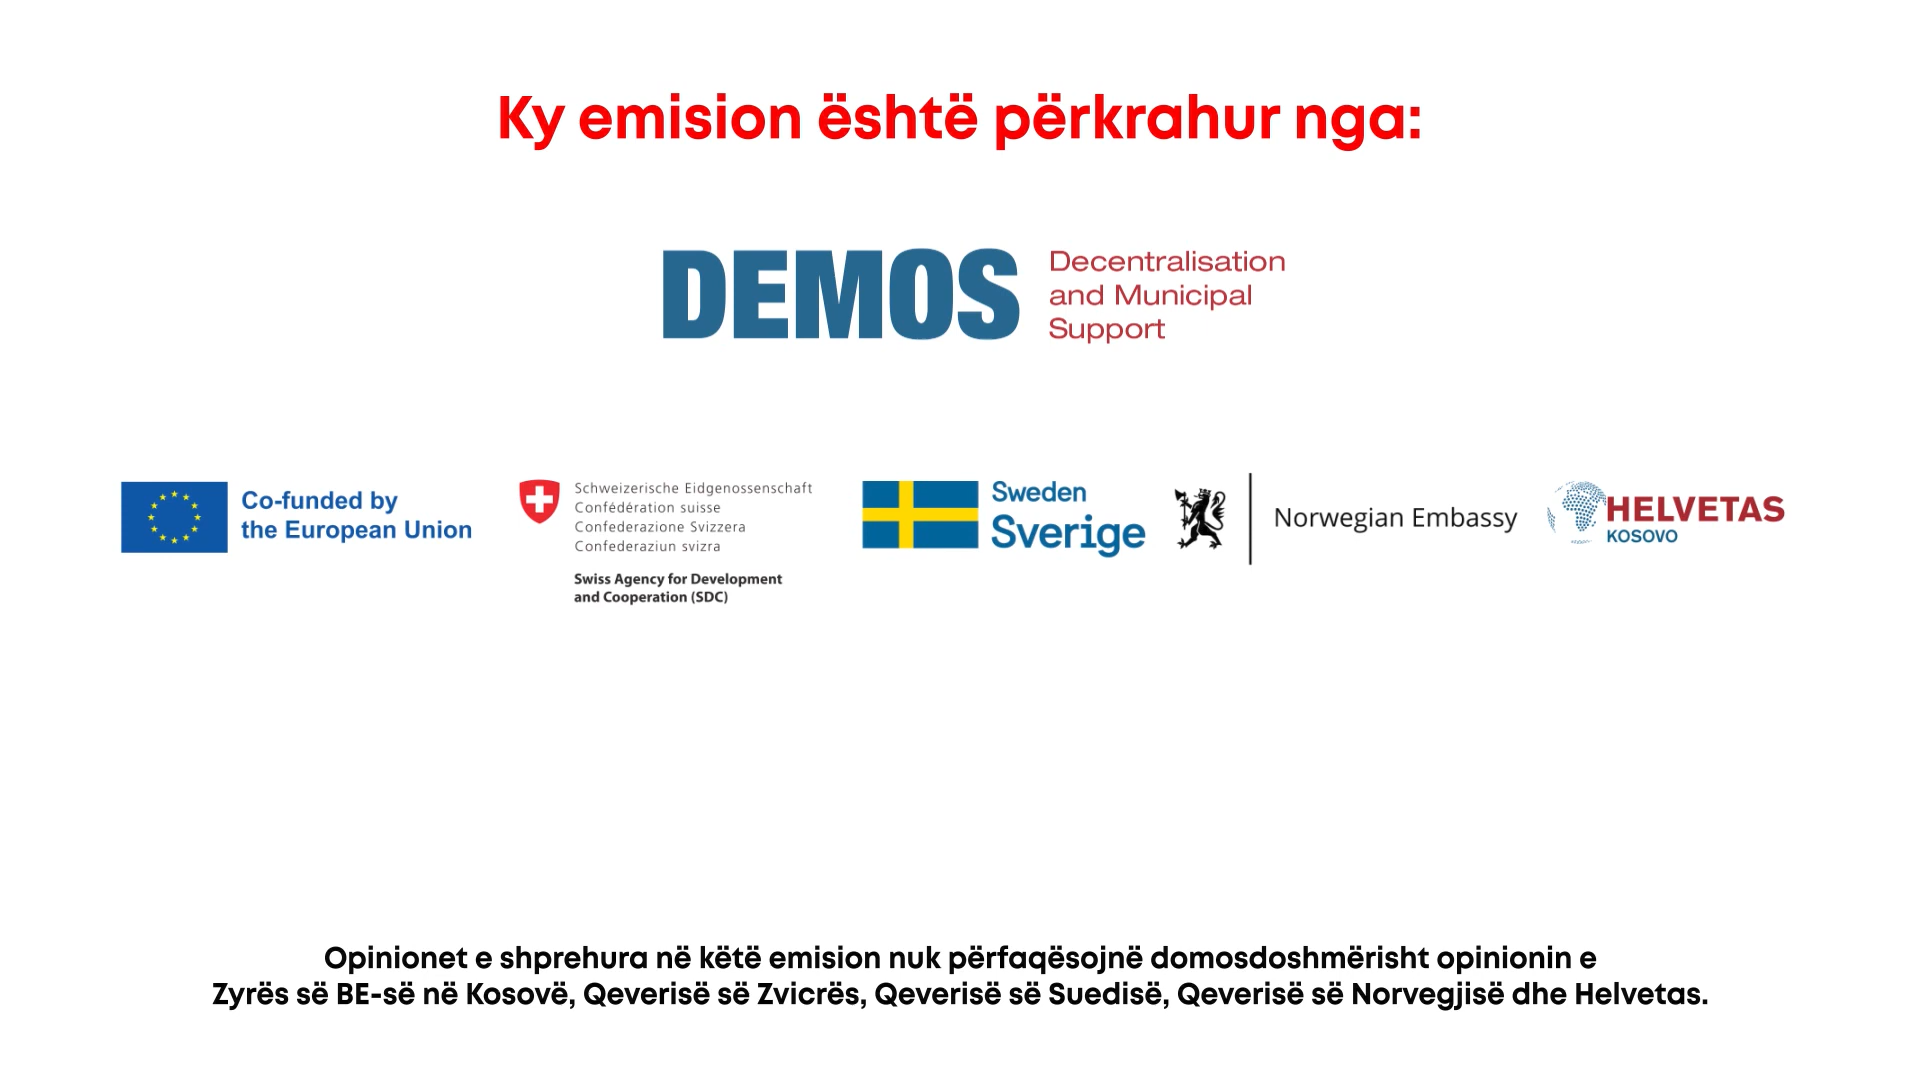 Ky emision është përkrahur nga:
DEMOS
Decentralisation
and Municipal
Support
Co-funded by
the European Union
Schweizerische Eidgenossenschaft
Confédération suisse
Confederazione Svizzera
Confederaziun svizra
Swiss Agency for Development
and Cooperation (SDC)
Sweden
Sverige
Norwegian Embassy
HELVETAS
KOSOVO
Opinionet e shprehura në këtë emision nuk përfaqësojnë domosdoshmërisht opinionin e
Zyrës së BE-së në Kosovë, Qeverisë së Zvicrës, Qeverisë së Suedisë, Qeverisë së Norvegjisë dhe Helvetas.